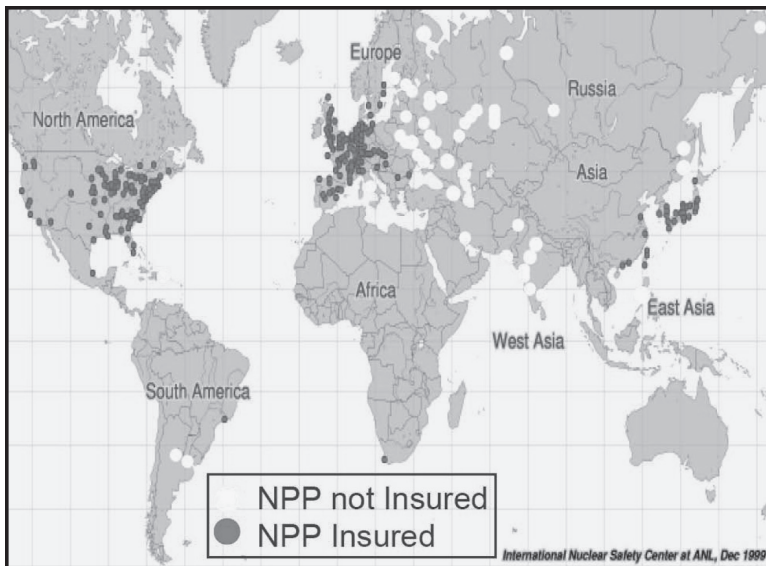 Europe
Russia
North America
Asia
Africa
East Asia
West Asia
South America
NPP not Insured
NPP Insured
International Nuclear Safety Center at ANL, Dec 1999